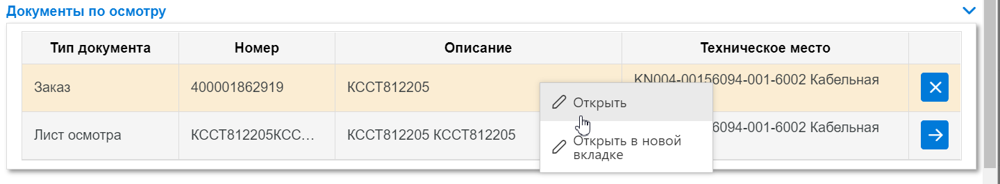 Документы по осмотру
Тип документа Номер Описание Техническое место
KN004-00156094-001-6002 Кабельная
Заказ 400001862919 КССТ812205
Открыть
6094-001-6002 Кабельная
Лист осмотра КССТ812205КСС... КССТ812205 КССТ812205
Открыть в новой
вкладке